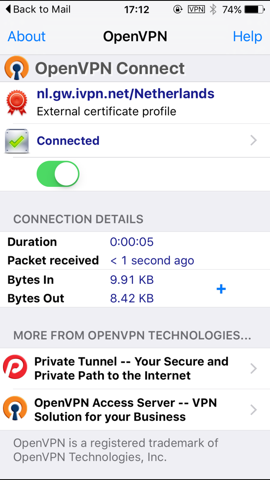 Back to Mail 17:12 VPN 74%
About OpenVPN Help
OpenVPN Connect
nl.gw.ivpn.net/Netherlands
External certificate profile
Connected
CONNECTION DETAILS
Duration 0:00:05
Packet received < 1 second ago
Bytes In 9.91 KB
Bytes Out 8.42 KB
+
MORE FROM OPENVPN TECHNOLOGIES...
Private Tunnel -- Your Secure and
Private Path to the Internet
OpenVPN Access Server -- VPN
Solution for your Business
OpenVPN is a registered trademark of
OpenVPN Technologies, Inc.